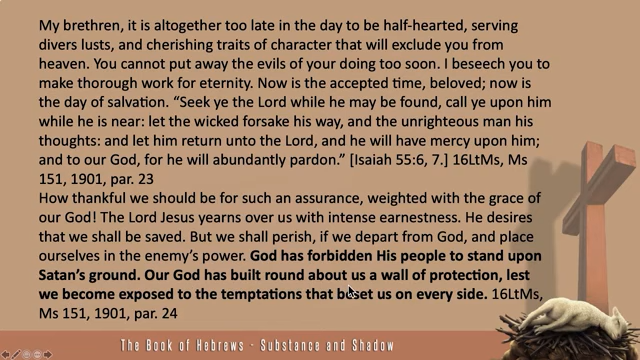 My brethren, it is altogether too late in the day to be half-hearted, serving
divers lusts, and cherishing traits of character that will exclude you from
heaven. You cannot put away the evils of your doing too soon. I beseech you to
make thorough work for eternity. Now is the accepted time, beloved; now is
the day of salvation. “Seek ye the Lord while he may be found, call ye upon him
while he is near: let the wicked forsake his way, and the unrighteous man his
thoughts: and let him return unto the Lord, and he will have mercy upon him;
and to our God, for he will abundantly pardon.” [Isaiah 55:6, 7.] 16LtMs, Ms
151, 1901, par. 23
How thankful we should be for such an assurance, weighted with the grace of
our God! The Lord Jesus yearns over us with intense earnestness. He desires
that we shall be saved. But we shall perish, if we depart from God, and place
ourselves in the enemy’s power. God has forbidden His people to stand upon
Satan’s ground. Our God has built round about us a wall of protection, lest
we become exposed to the temptations that beset us on every side. 16LtMs,
Ms 151, 1901, par. 24
The Book of Hebrews - Substance and Shadow